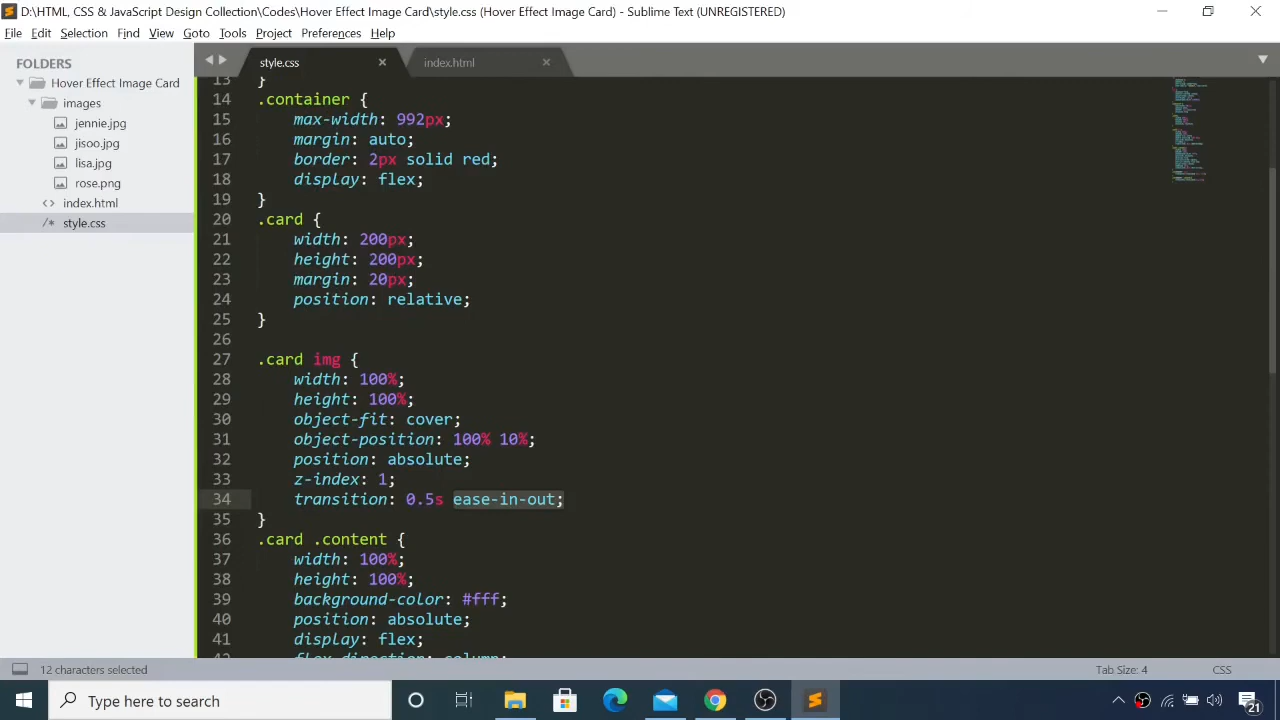 D:\HTML, CSS & JavaScript Design Collection\Codes\Hover Effect Image Card\style.css (Hover Effect Image Card) - Sublime Text (UNREGISTERED)
File Edit Selection Find View Goto Tools Project Preferences Help
FOLDERS
Hover Effect Image Card
images
jennie.jpg
jisoo.jpg
lisa.jpg
rose.png
<> index.html
/* style.css
style.css × index.html ×
13 }
14 .container {
15 max-width: 992px;
16 margin: auto;
17 border: 2px solid red;
18 display: flex;
19 }
20 .card {
21 width: 200px;
22 height: 200px;
23 margin: 20px;
24 position: relative;
25 }
26
27 .card img {
28 width: 100%;
29 height: 100%;
30 object-fit: cover;
31 object-position: 100% 10%;
32 position: absolute;
33 z-index: 1;
34 transition: 0.5s ease-in-out;
35 }
36 .card .content {
37 width: 100%;
38 height: 100%;
39 background-color: #fff;
40 position: absolute;
41 display: flex;
42 flex-direction: column;
12 characters selected
Tab Size: 4 CSS
Type here to search
21